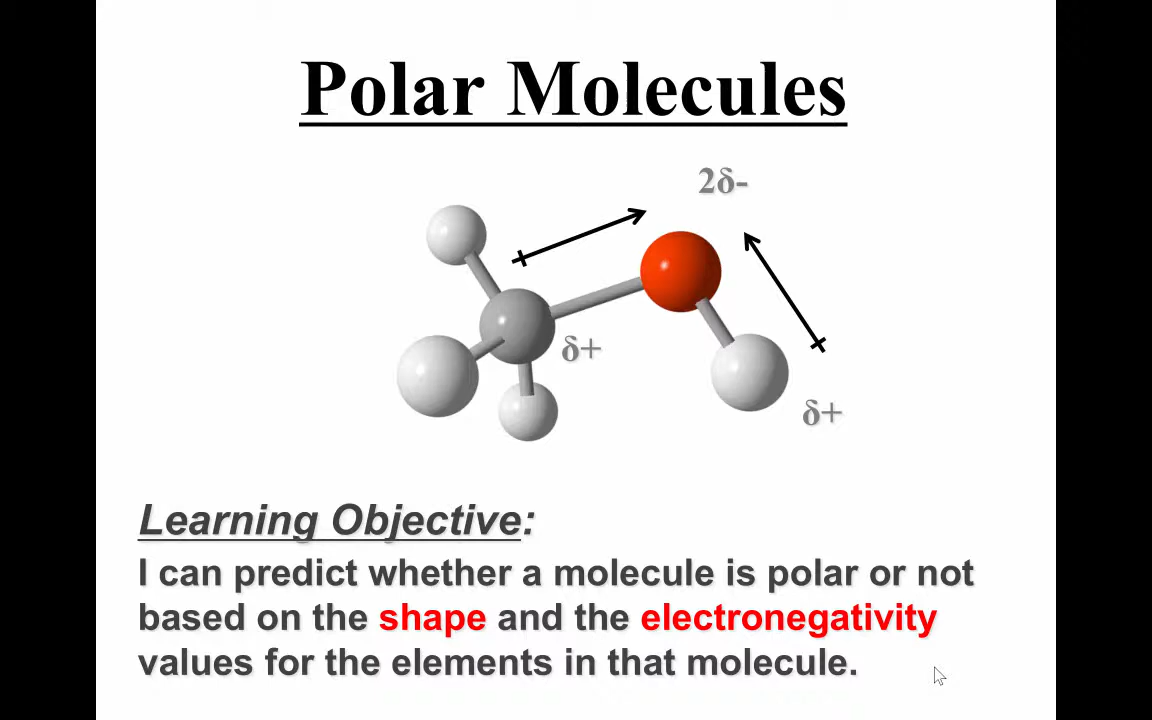 Polar Molecules
2δ-
δ+
δ+
Learning Objective:
I can predict whether a molecule is polar or not
based on the shape and the electronegativity
values for the elements in that molecule.